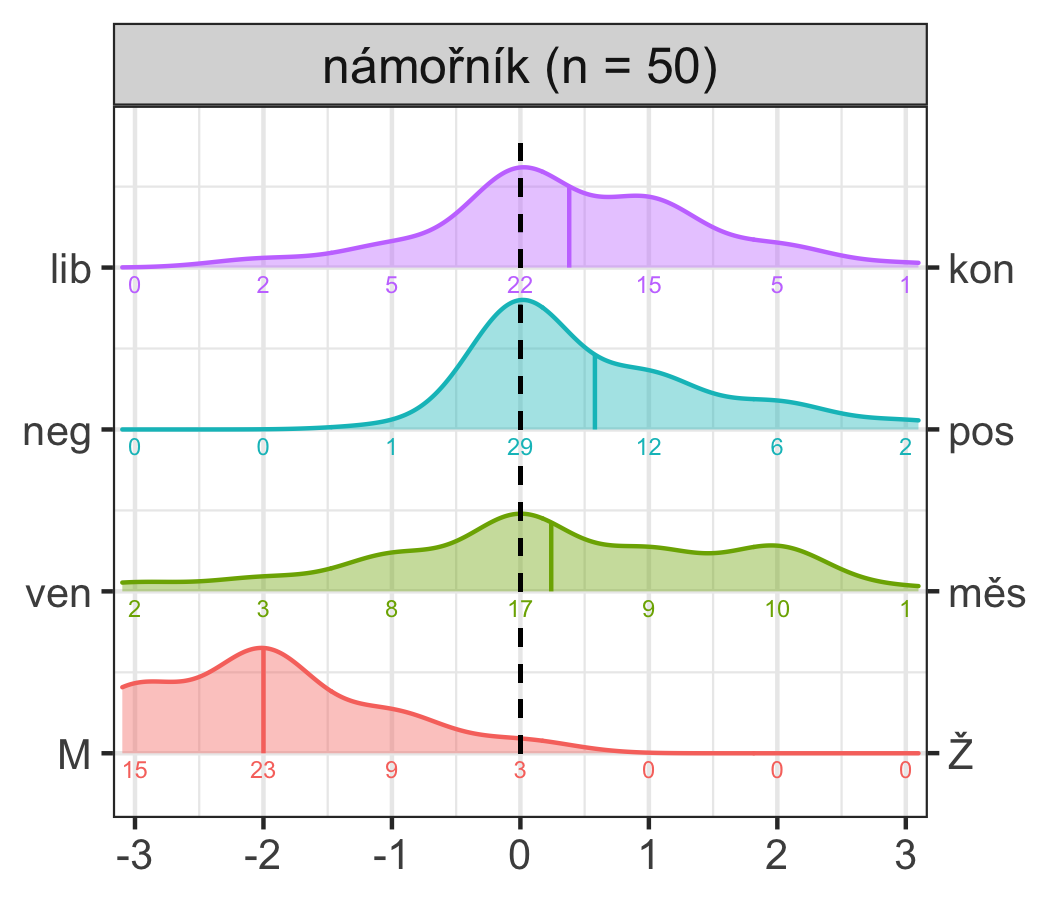 námořník (n = 50)
lib kon
0 2 5 22 15 5 1
neg pos
0 0 1 29 12 6 2
ven měs
2 3 8 17 9 10 1
M Ž
15 23 9 3 0 0 0
-3 -2 -1 0 1 2 3